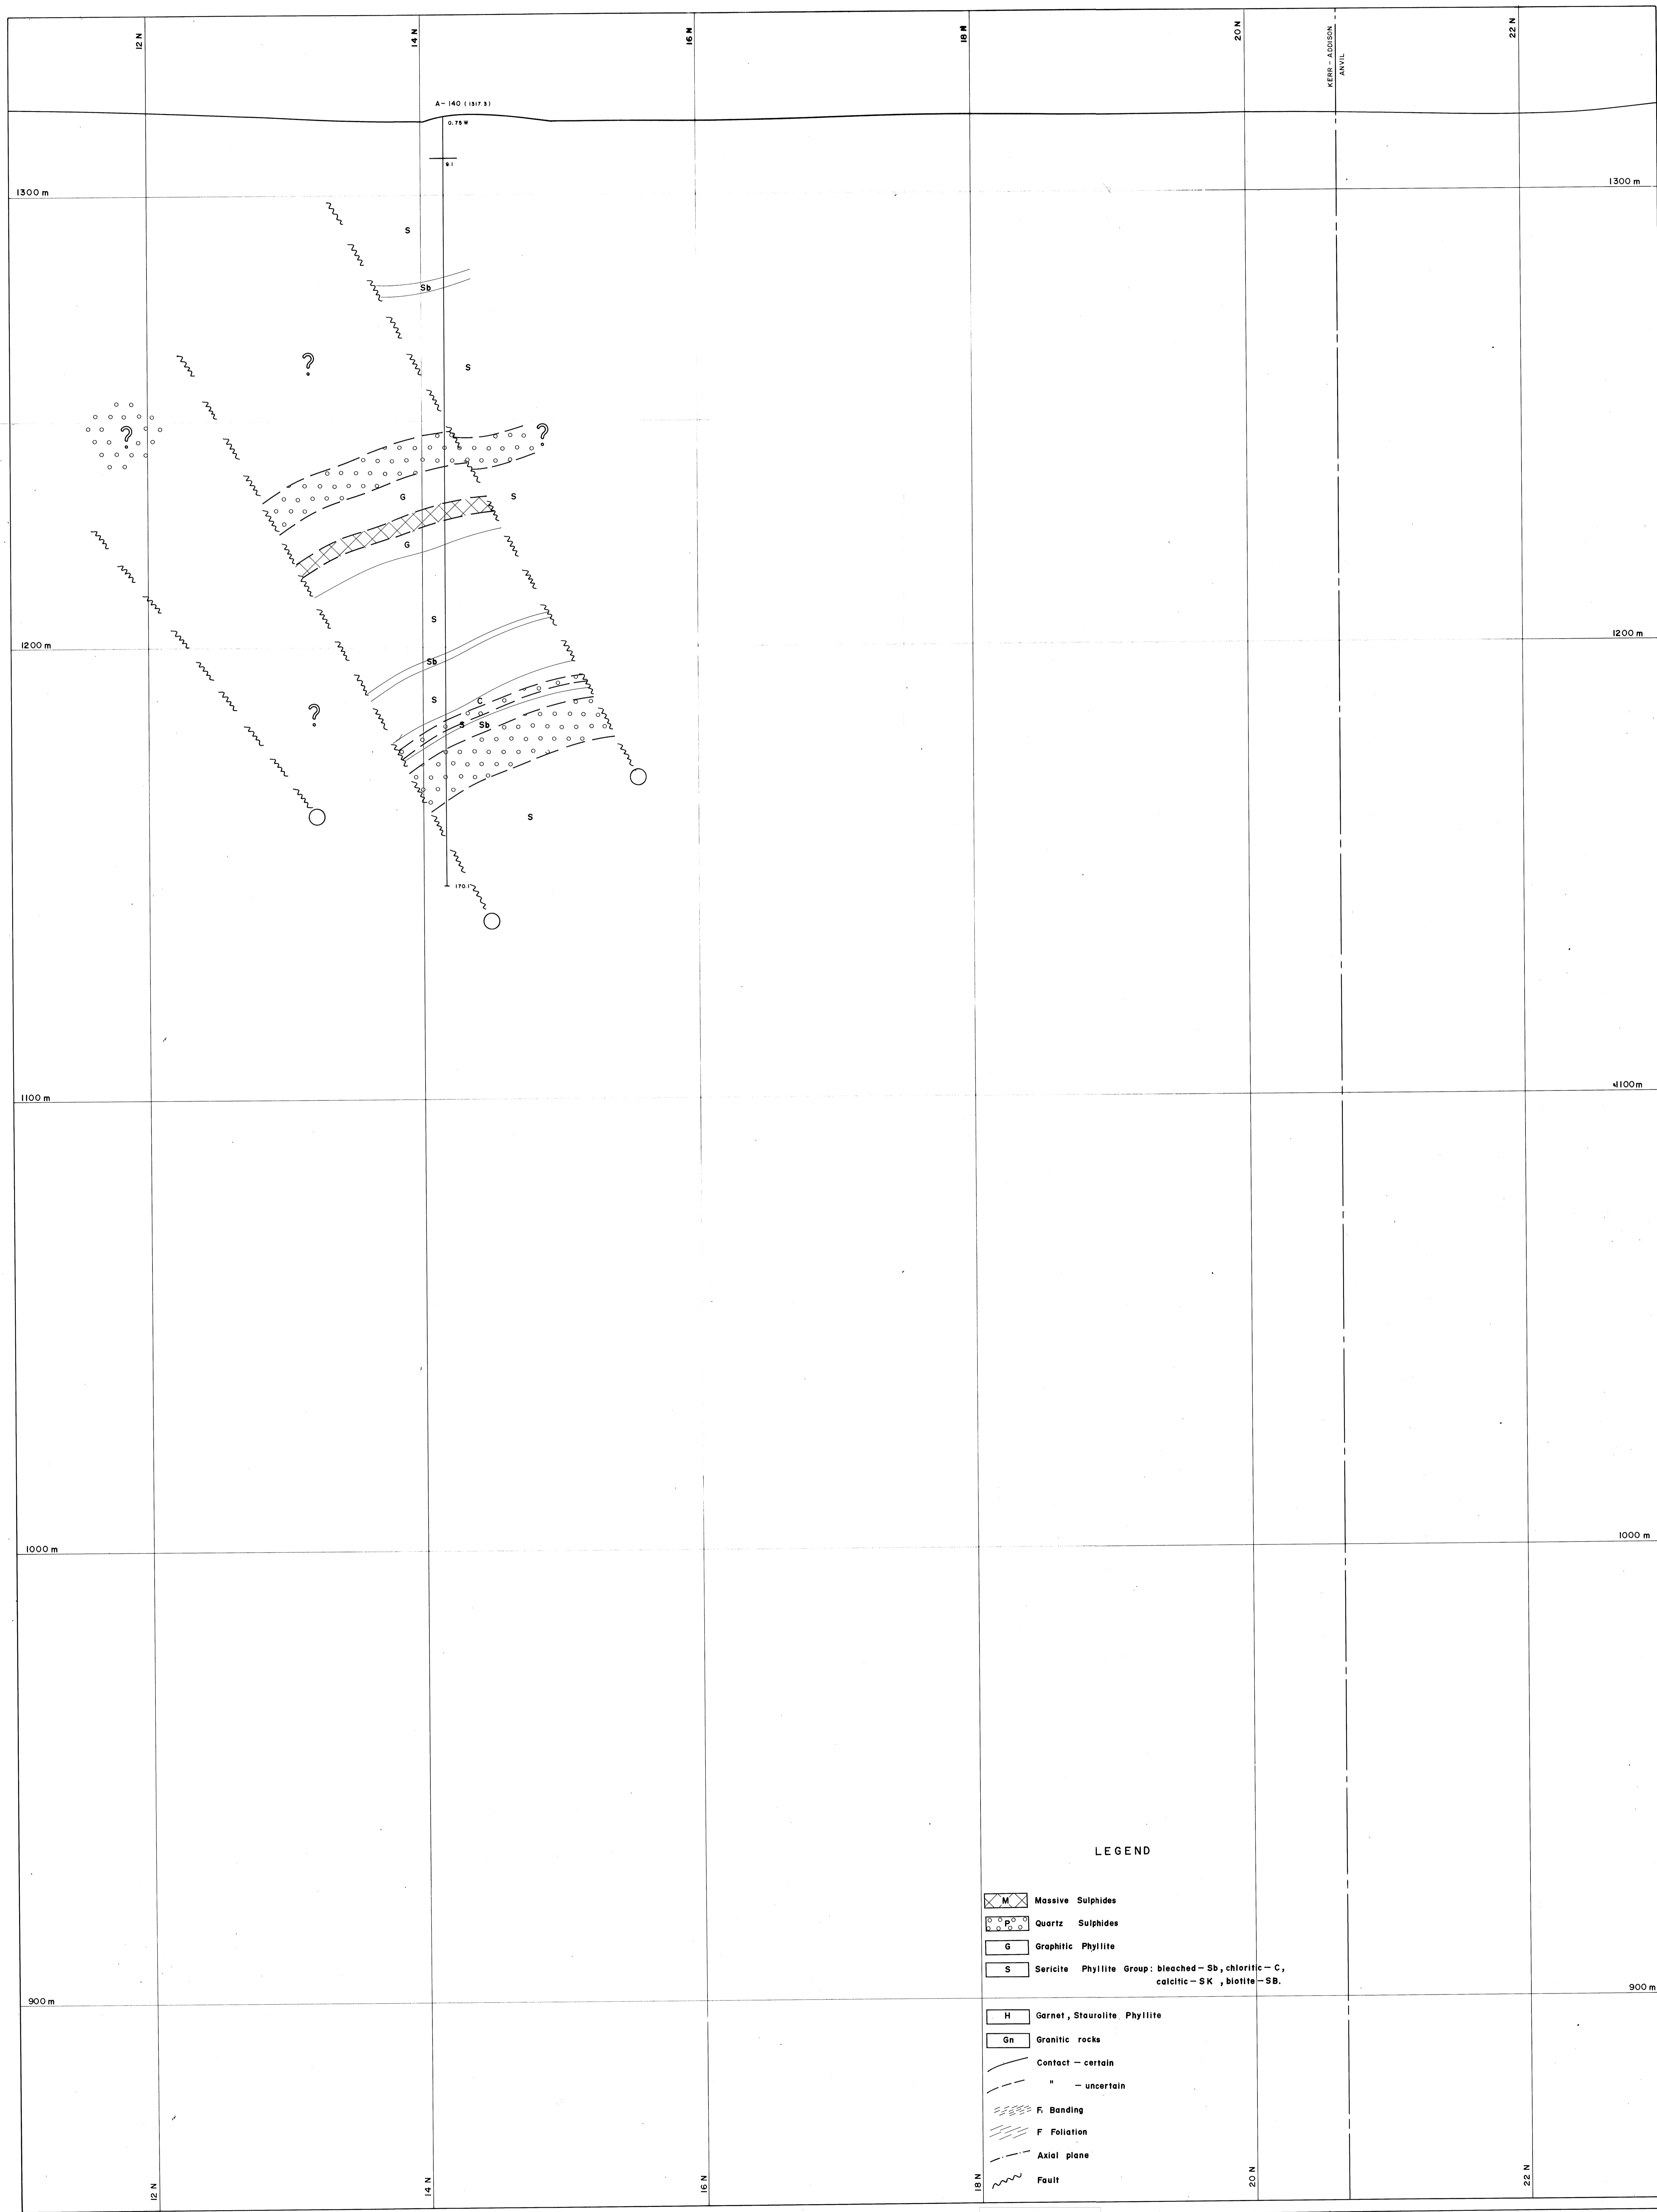 12 N
14 N
16 N
18 N
20 N
KERR - ADDISON
ANVIL
22 N
A - 140 ( 1317.3 )
0.75 W
9.1
1300 m
1300 m
S
Sb
?
S
?
?
G
S
G
S
1200 m
1200 m
Sb
S
C
?
S Sb
S
170.1
1100 m
1100 m
1000 m
1000 m
LEGEND
M Massive Sulphides
P Quartz Sulphides
G Graphitic Phyllite
S Sericite Phyllite Group : bleached – Sb , chloritic – C ,
calcitic – SK , biotite – SB.
900 m
900 m
H Garnet , Staurolite Phyllite
Gn Granitic rocks
Contact – certain
" – uncertain
F. Banding
F Foliation
Axial plane
Fault
12 N
14 N
16 N
18 N
20 N
22 N